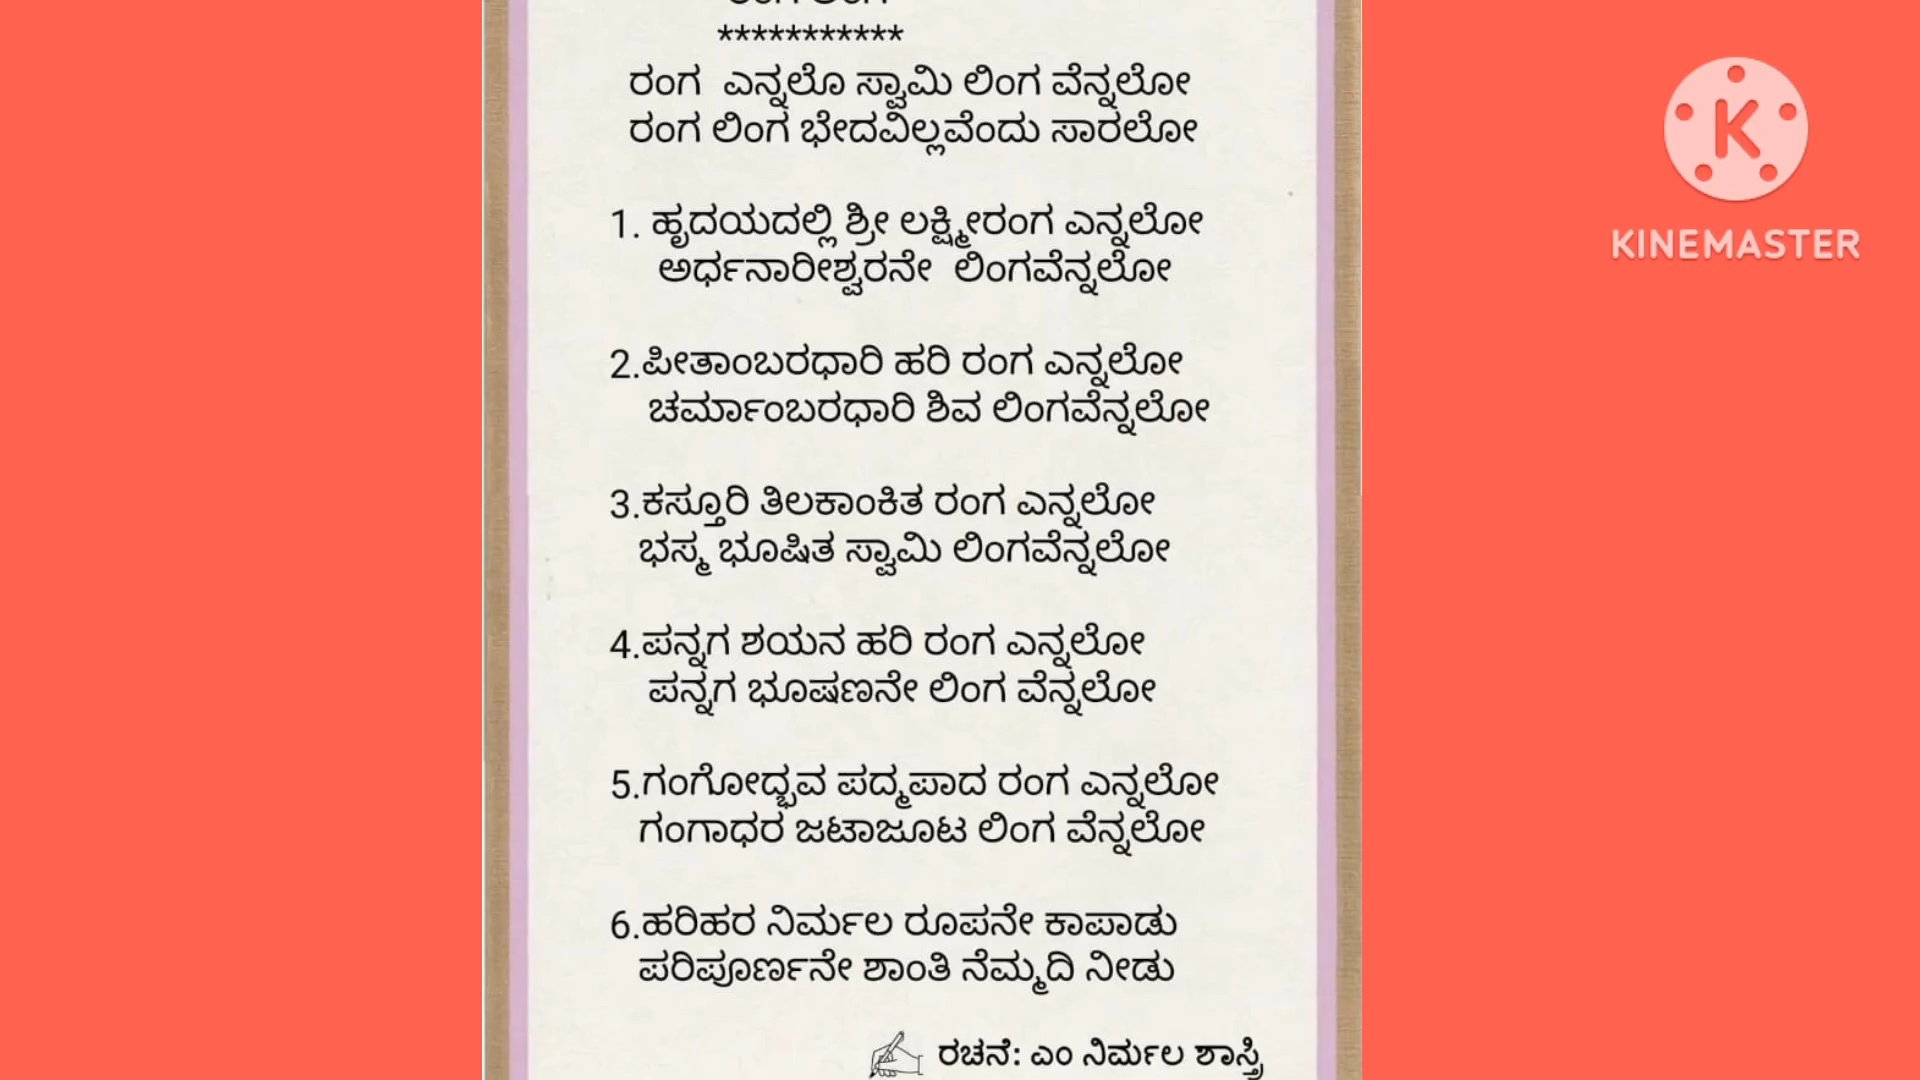 ***********
ರಂಗ ಎನ್ನಲೊ ಸ್ವಾಮಿ ಲಿಂಗ ವೆನ್ನಲೋ
ರಂಗ ಲಿಂಗ ಭೇದವಿಲ್ಲವೆಂದು ಸಾರಲೋ
1. ಹೃದಯದಲ್ಲಿ ಶ್ರೀ ಲಕ್ಷ್ಮೀರಂಗ ಎನ್ನಲೋ
ಅರ್ಧನಾರೀಶ್ವರನೇ ಲಿಂಗವೆನ್ನಲೋ
2.ಪೀತಾಂಬರಧಾರಿ ಹರಿ ರಂಗ ಎನ್ನಲೋ
ಚರ್ಮಾಂಬರಧಾರಿ ಶಿವ ಲಿಂಗವೆನ್ನಲೋ
3.ಕಸ್ತೂರಿ ತಿಲಕಾಂಕಿತ ರಂಗ ಎನ್ನಲೋ
ಭಸ್ಮ ಭೂಷಿತ ಸ್ವಾಮಿ ಲಿಂಗವೆನ್ನಲೋ
4.ಪನ್ನಗ ಶಯನ ಹರಿ ರಂಗ ಎನ್ನಲೋ
ಪನ್ನಗ ಭೂಷಣನೇ ಲಿಂಗ ವೆನ್ನಲೋ
5.ಗಂಗೋದ್ಭವ ಪದ್ಮಪಾದ ರಂಗ ಎನ್ನಲೋ
ಗಂಗಾಧರ ಜಟಾಜೂಟ ಲಿಂಗ ವೆನ್ನಲೋ
6.ಹರಿಹರ ನಿರ್ಮಲ ರೂಪನೇ ಕಾಪಾಡು
ಪರಿಪೂರ್ಣನೇ ಶಾಂತಿ ನೆಮ್ಮದಿ ನೀಡು
ರಚನೆ: ಎಂ ನಿರ್ಮಲ ಶಾಸ್ತ್ರಿ
K
KINEMASTER